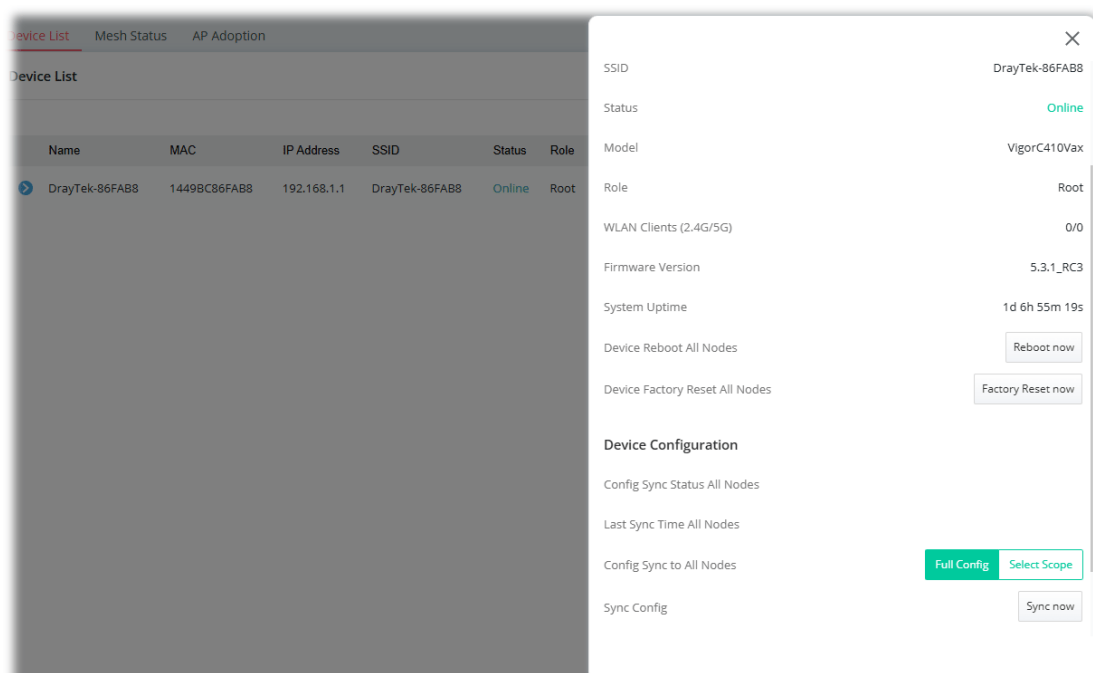 Device List Mesh Status AP Adoption
Device List
Name MAC IP Address SSID Status Role
DrayTek-86FAB8 1449BC86FAB8 192.168.1.1 DrayTek-86FAB8 Online Root
SSID DrayTek-86FAB8
Status Online
Model VigorC410Vax
Role Root
WLAN Clients (2.4G/5G) 0/0
Firmware Version 5.3.1_RC3
System Uptime 1d 6h 55m 19s
Device Reboot All Nodes Reboot now
Device Factory Reset All Nodes Factory Reset now
Device Configuration
Config Sync Status All Nodes
Last Sync Time All Nodes
Config Sync to All Nodes Full Config Select Scope
Sync Config Sync now